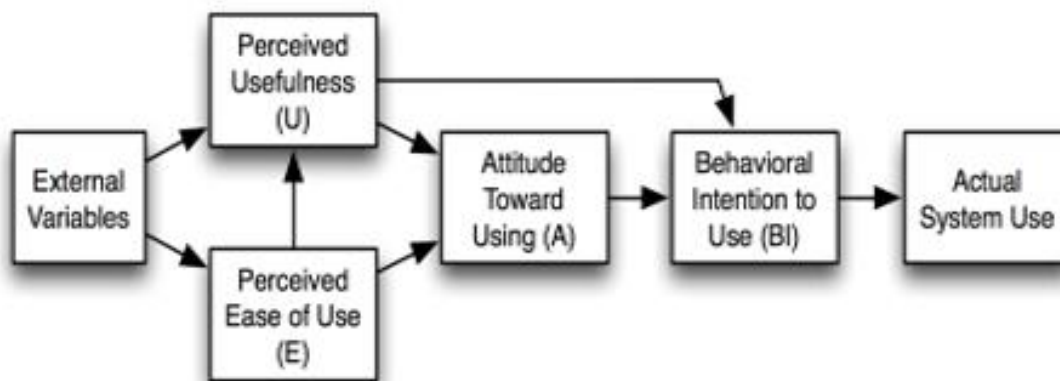 Perceived
Usefulness
(U)
External
Variables
Perceived
Ease of Use
(E)
Attitude
Toward
Using (A)
Behavioral
Intention to
Use (BI)
Actual
System Use